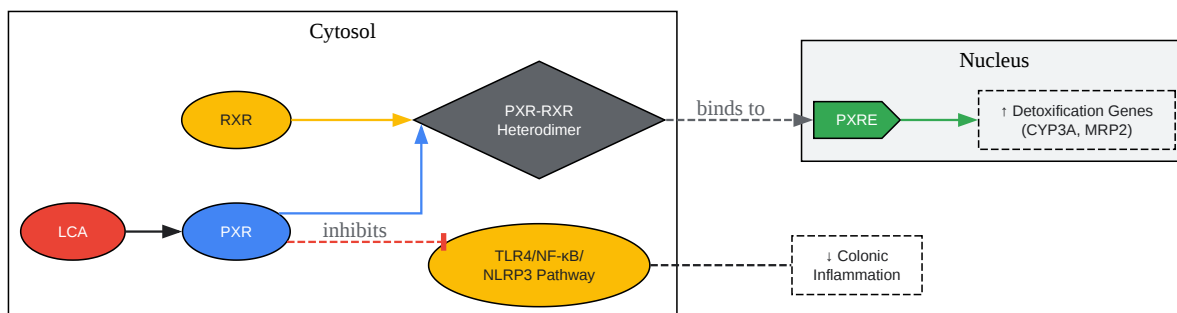 Cytosol
Nucleus
RXR
PXR-RXR
Heterodimer
binds to
PXRE
↑ Detoxification Genes
(CYP3A, MRP2)
LCA
PXR
inhibits
TLR4/NF-κB/
NLRP3 Pathway
↓ Colonic
Inflammation